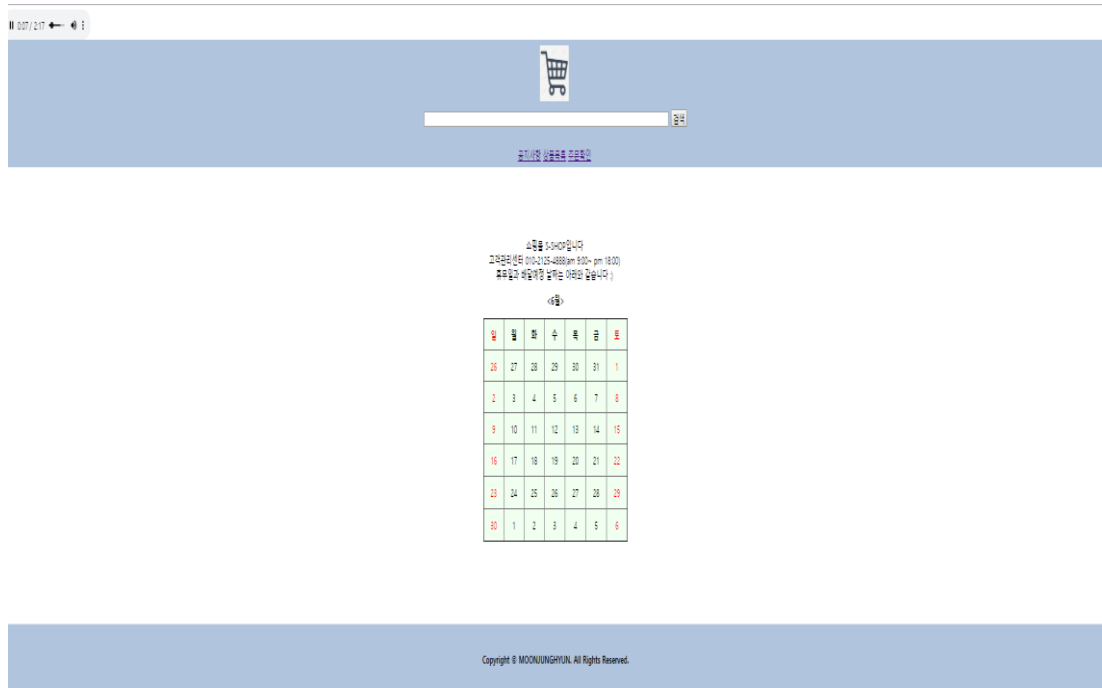 0:07 / 2:17
검색
공지사항 상품목록 주문확인
쇼핑몰 S-SHOP입니다
고객관리센터 010-2125-4888(am 9:00~ pm 18:00)
휴무일과 배달예정 날짜는 아래와 같습니다 :)
<6월>
일 월 화 수 목 금 토
26 27 28 29 30 31 1
2 3 4 5 6 7 8
9 10 11 12 13 14 15
16 17 18 19 20 21 22
23 24 25 26 27 28 29
30 1 2 3 4 5 6
Copyright © MOONJUNGHYUN. All Rights Reserved.